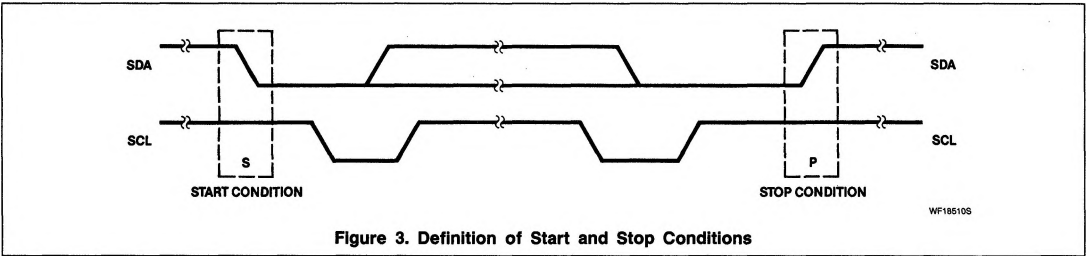 SDA
SDA
SCL
SCL
S
P
START CONDITION
STOP CONDITION
WF18510S
Figure 3. Definition of Start and Stop Conditions